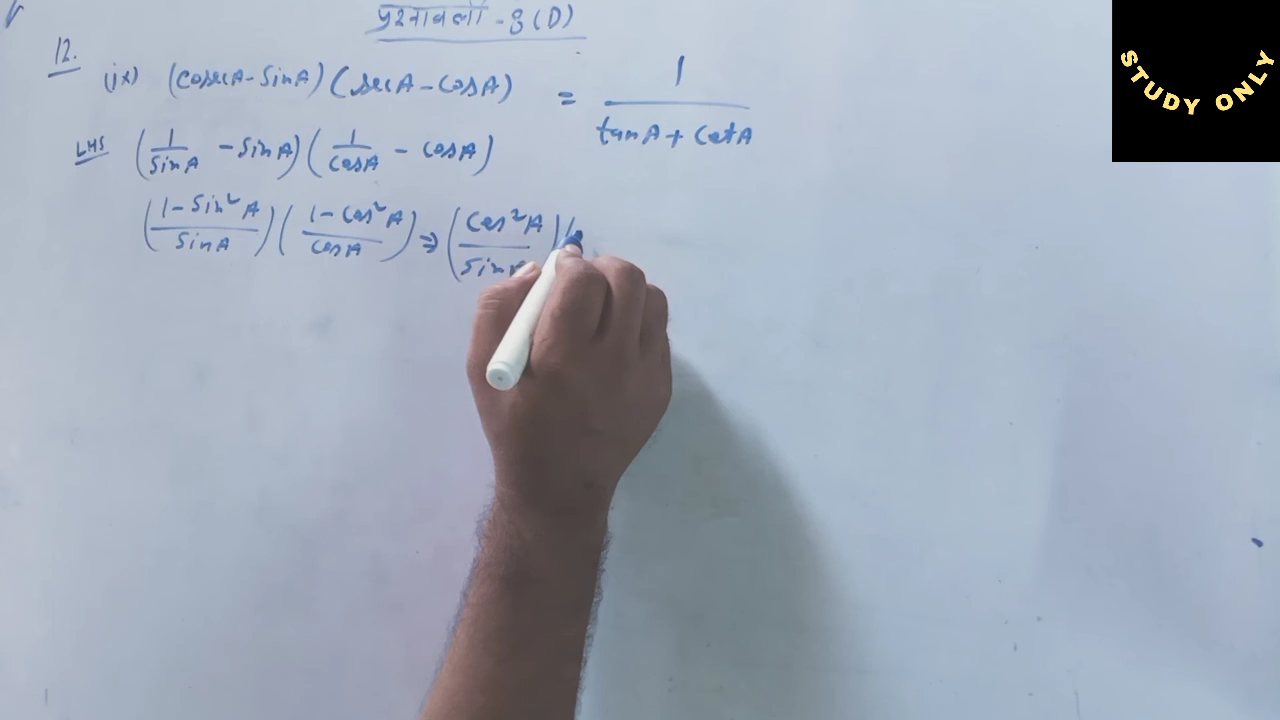 प्रश्नावली - 8 (D)
12.
(ix) (cosecA - sinA) (secA - cosA) = 1 / (tanA + cotA)
LHS (1/sinA - sinA) (1/cosA - cosA)
((1 - sin²A)/sinA) ((1 - cos²A)/cosA) ⇒ (cos²A/sin
STUDY ONLY